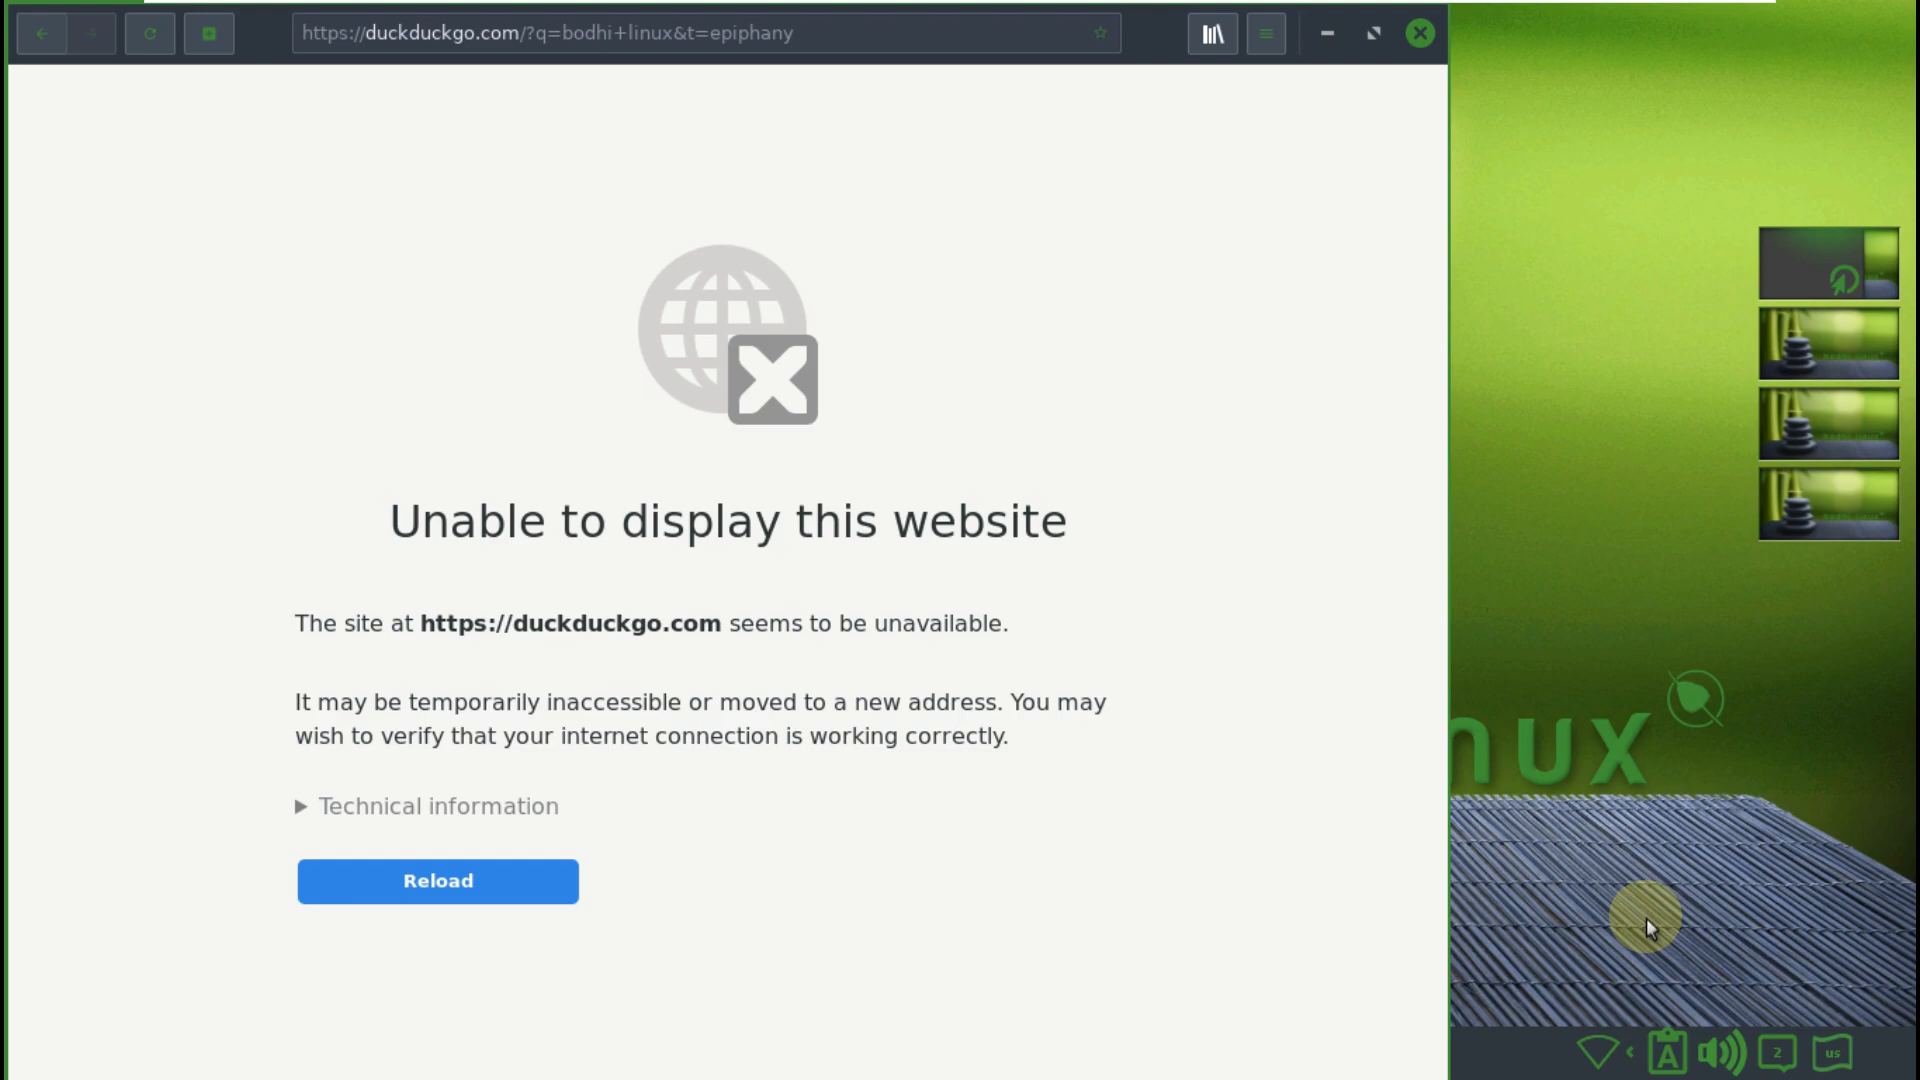 https://duckduckgo.com/?q=bodhi+linux&t=epiphany
Unable to display this website
The site at https://duckduckgo.com seems to be unavailable.
It may be temporarily inaccessible or moved to a new address. You may
wish to verify that your internet connection is working correctly.
Technical information
Reload
nux
A
2
us